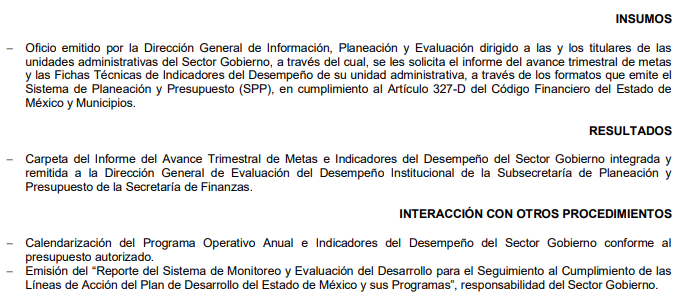 INSUMOS
– Oficio emitido por la Dirección General de Información, Planeación y Evaluación dirigido a las y los titulares de las
unidades administrativas del Sector Gobierno, a través del cual, se les solicita el informe del avance trimestral de metas
y las Fichas Técnicas de Indicadores del Desempeño de su unidad administrativa, a través de los formatos que emite el
Sistema de Planeación y Presupuesto (SPP), en cumplimiento al Artículo 327-D del Código Financiero del Estado de
México y Municipios.
RESULTADOS
– Carpeta del Informe del Avance Trimestral de Metas e Indicadores del Desempeño del Sector Gobierno integrada y
remitida a la Dirección General de Evaluación del Desempeño Institucional de la Subsecretaría de Planeación y
Presupuesto de la Secretaría de Finanzas.
INTERACCIÓN CON OTROS PROCEDIMIENTOS
– Calendarización del Programa Operativo Anual e Indicadores del Desempeño del Sector Gobierno conforme al
presupuesto autorizado.
– Emisión del “Reporte del Sistema de Monitoreo y Evaluación del Desarrollo para el Seguimiento al Cumplimiento de las
Líneas de Acción del Plan de Desarrollo del Estado de México y sus Programas”, responsabilidad del Sector Gobierno.